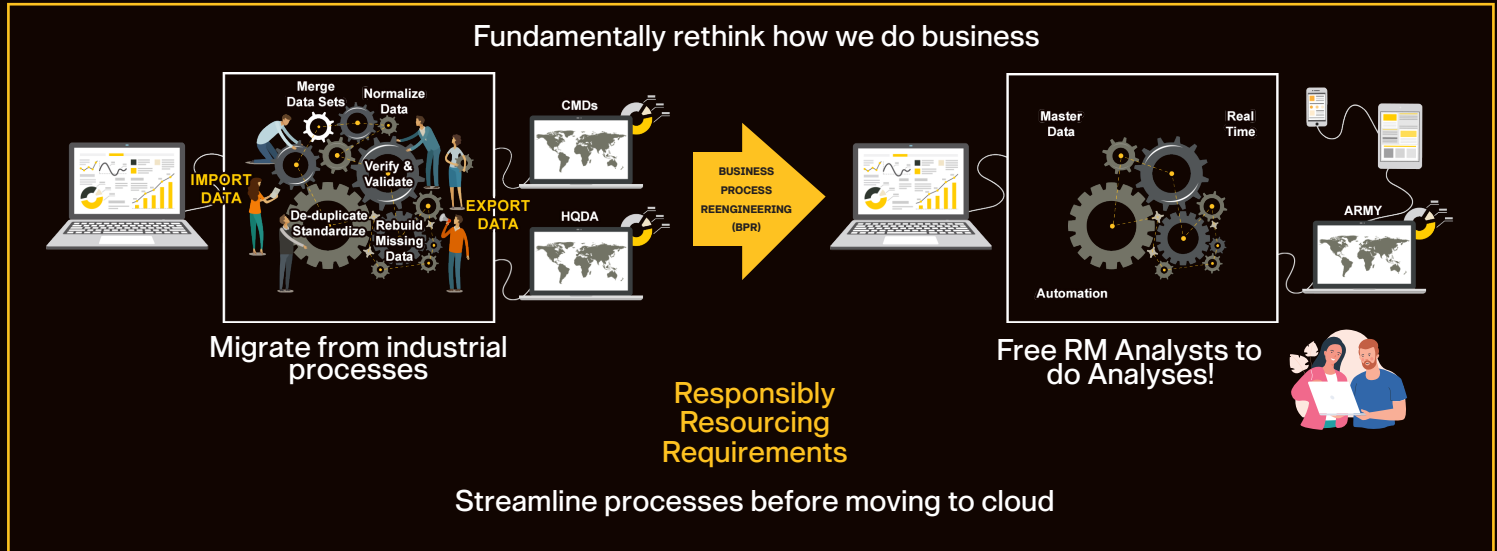 Fundamentally rethink how we do business
IMPORT
DATA
Merge
Data Sets
Normalize
Data
Verify &
Validate
De-duplicate
Standardize
Rebuild
Missing
Data
EXPORT
DATA
CMDs
HQDA
Migrate from industrial
processes
BUSINESS
PROCESS
REENGINEERING
(BPR)
Master
Data
Real
Time
Automation
ARMY
Free RM Analysts to
do Analyses!
Responsibly
Resourcing
Requirements
Streamline processes before moving to cloud